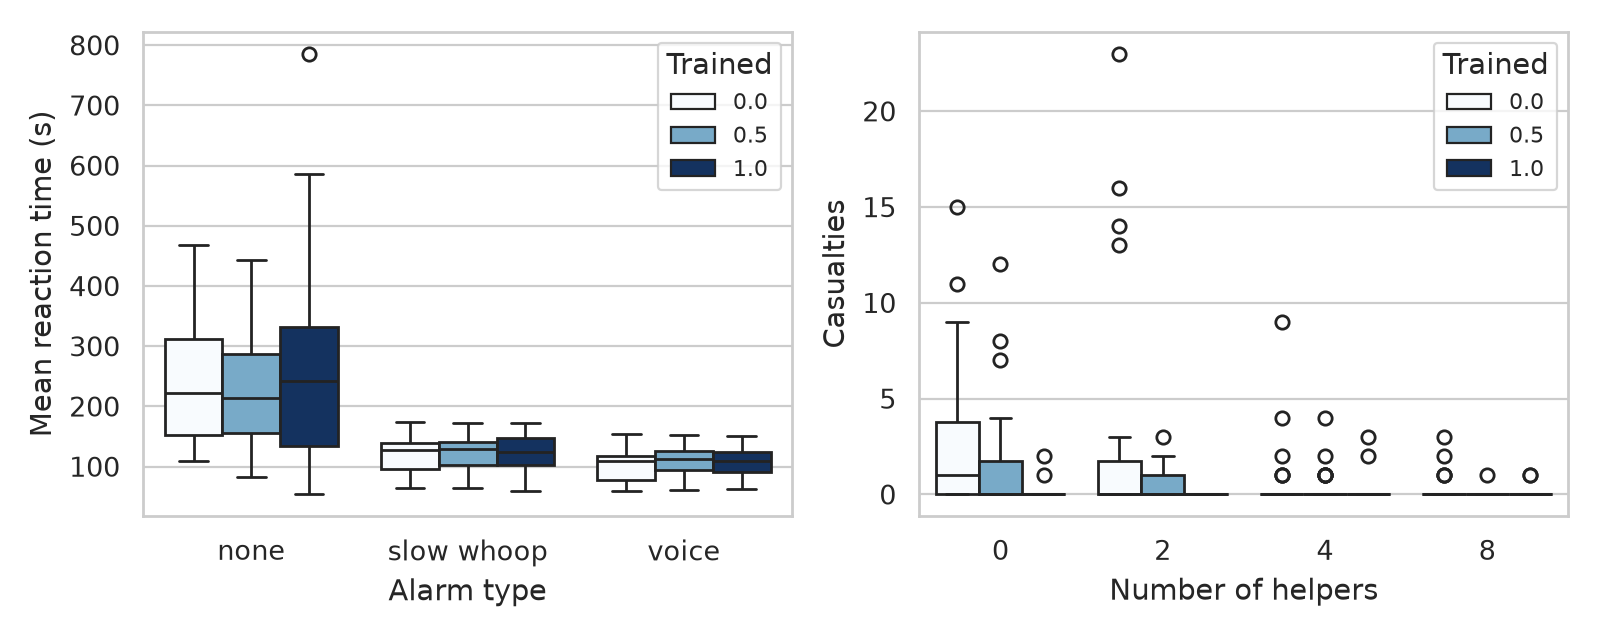 800
700
600
500
400
300
200
100
Mean reaction time (s)
none
slow whoop
voice
Alarm type
Trained
0.0
0.5
1.0
20
15
10
5
0
Casualties
0
2
4
8
Number of helpers
Trained
0.0
0.5
1.0